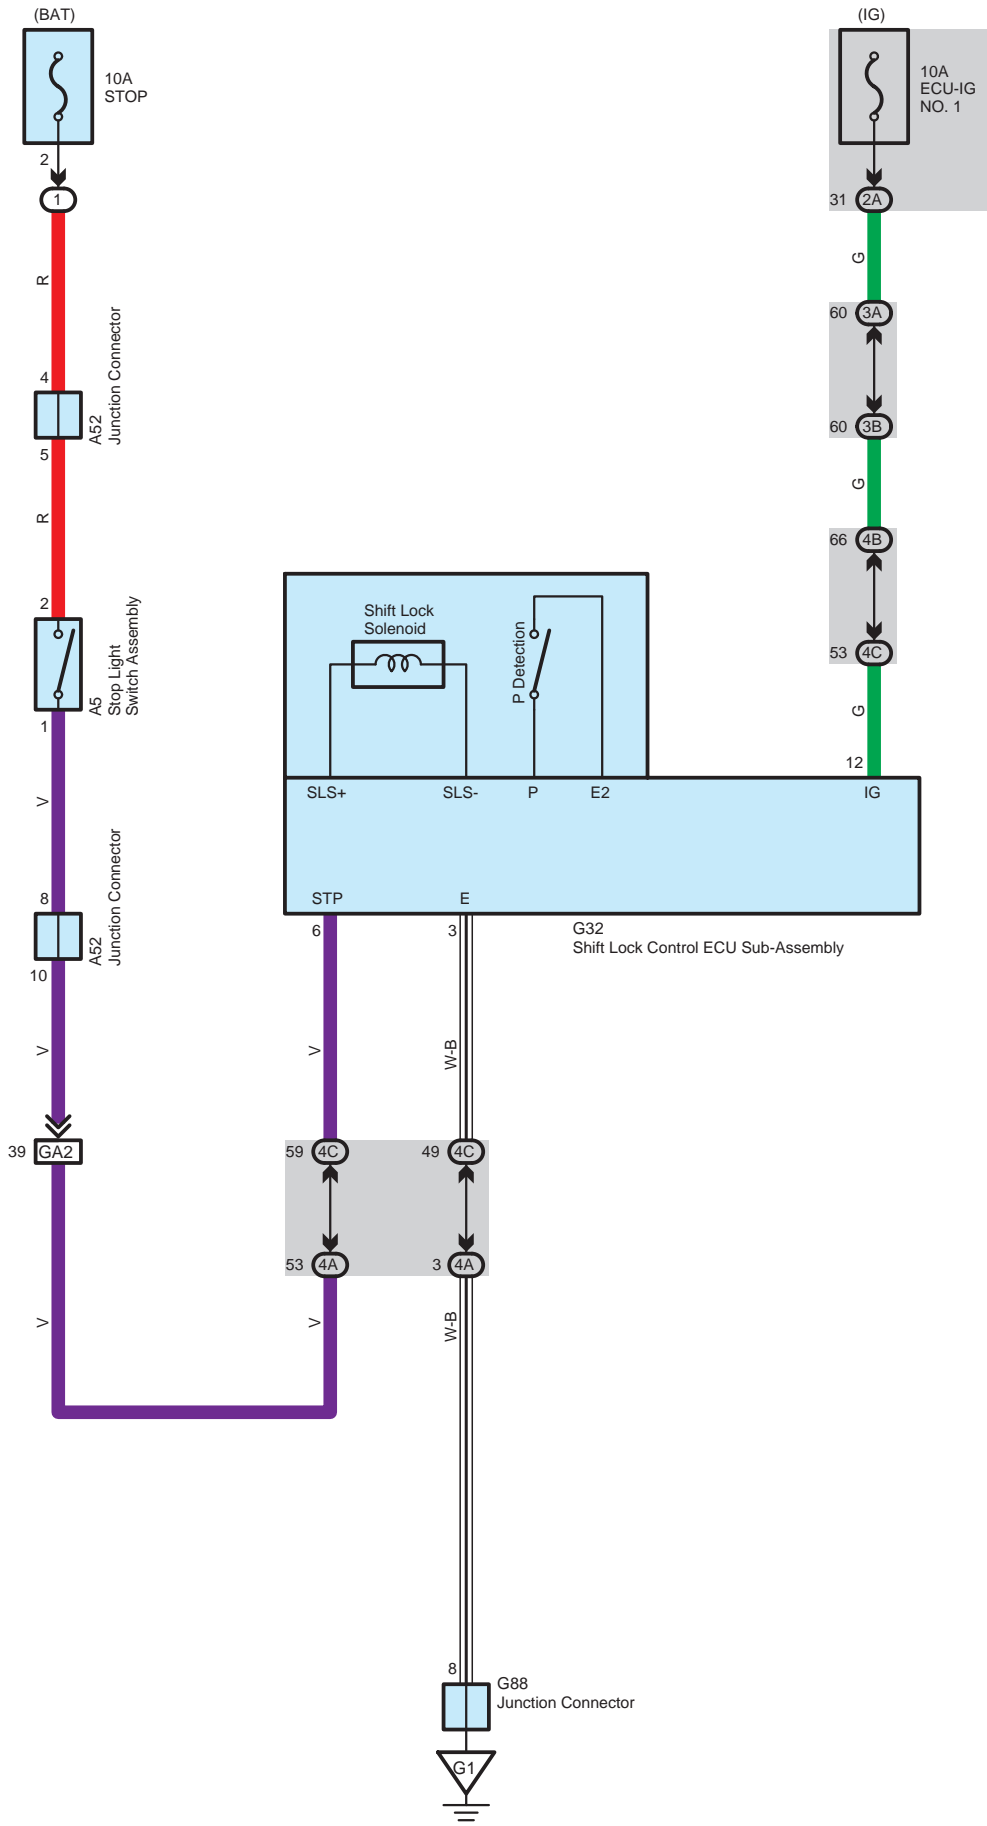 (BAT)
10A
STOP
2
1
R
4
A52
Junction Connector
5
R
2
A5
Stop Light
Switch Assembly
1
V
8
A52
Junction Connector
10
V
39
GA2
V
(IG)
10A
ECU-IG
NO. 1
31
2A
G
60
3A
60
3B
G
66
4B
53
4C
G
12
Shift Lock
Solenoid
P Detection
SLS+
SLS-
P
E2
IG
STP
E
G32
Shift Lock Control ECU Sub-Assembly
6
3
V
W-B
59
4C
49
4C
53
4A
3
4A
V
W-B
8
G88
Junction Connector
G1